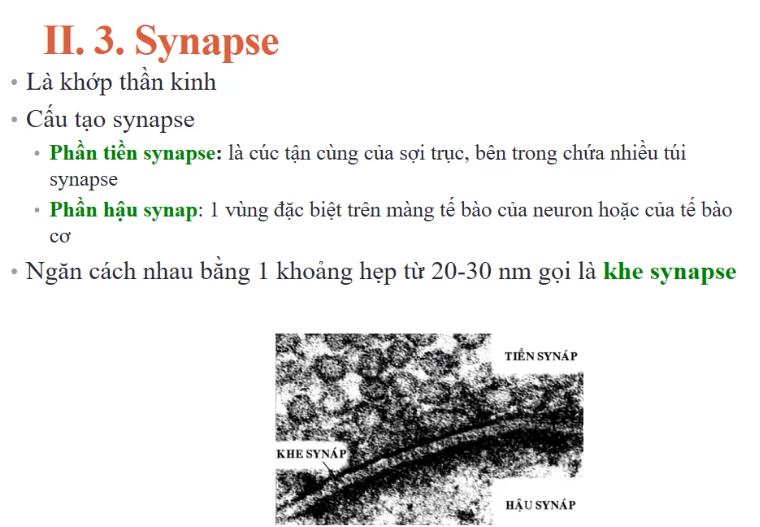 II. 3. Synapse
• Là khớp thần kinh
• Cấu tạo synapse
• Phần tiền synapse: là cúc tận cùng của sợi trục, bên trong chứa nhiều túi
synapse
• Phần hậu synap: 1 vùng đặc biệt trên màng tế bào của neuron hoặc của tế bào
cơ
• Ngăn cách nhau bằng 1 khoảng hẹp từ 20-30 nm gọi là khe synapse
TIỀN SYNÁP
KHE SYNÁP
HẬU SYNÁP